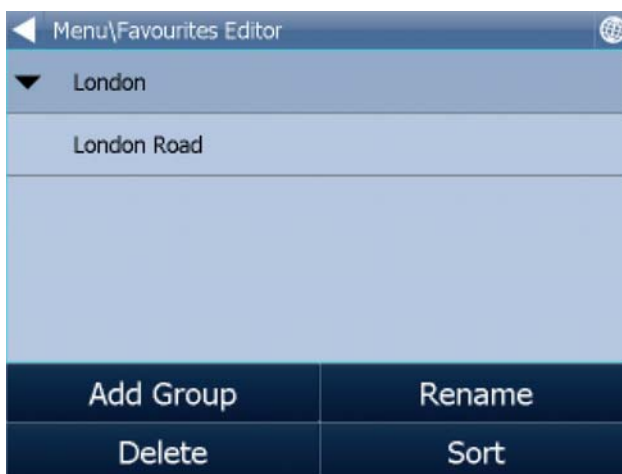 Menu\Favourites Editor
London
London Road
Add Group Rename
Delete Sort